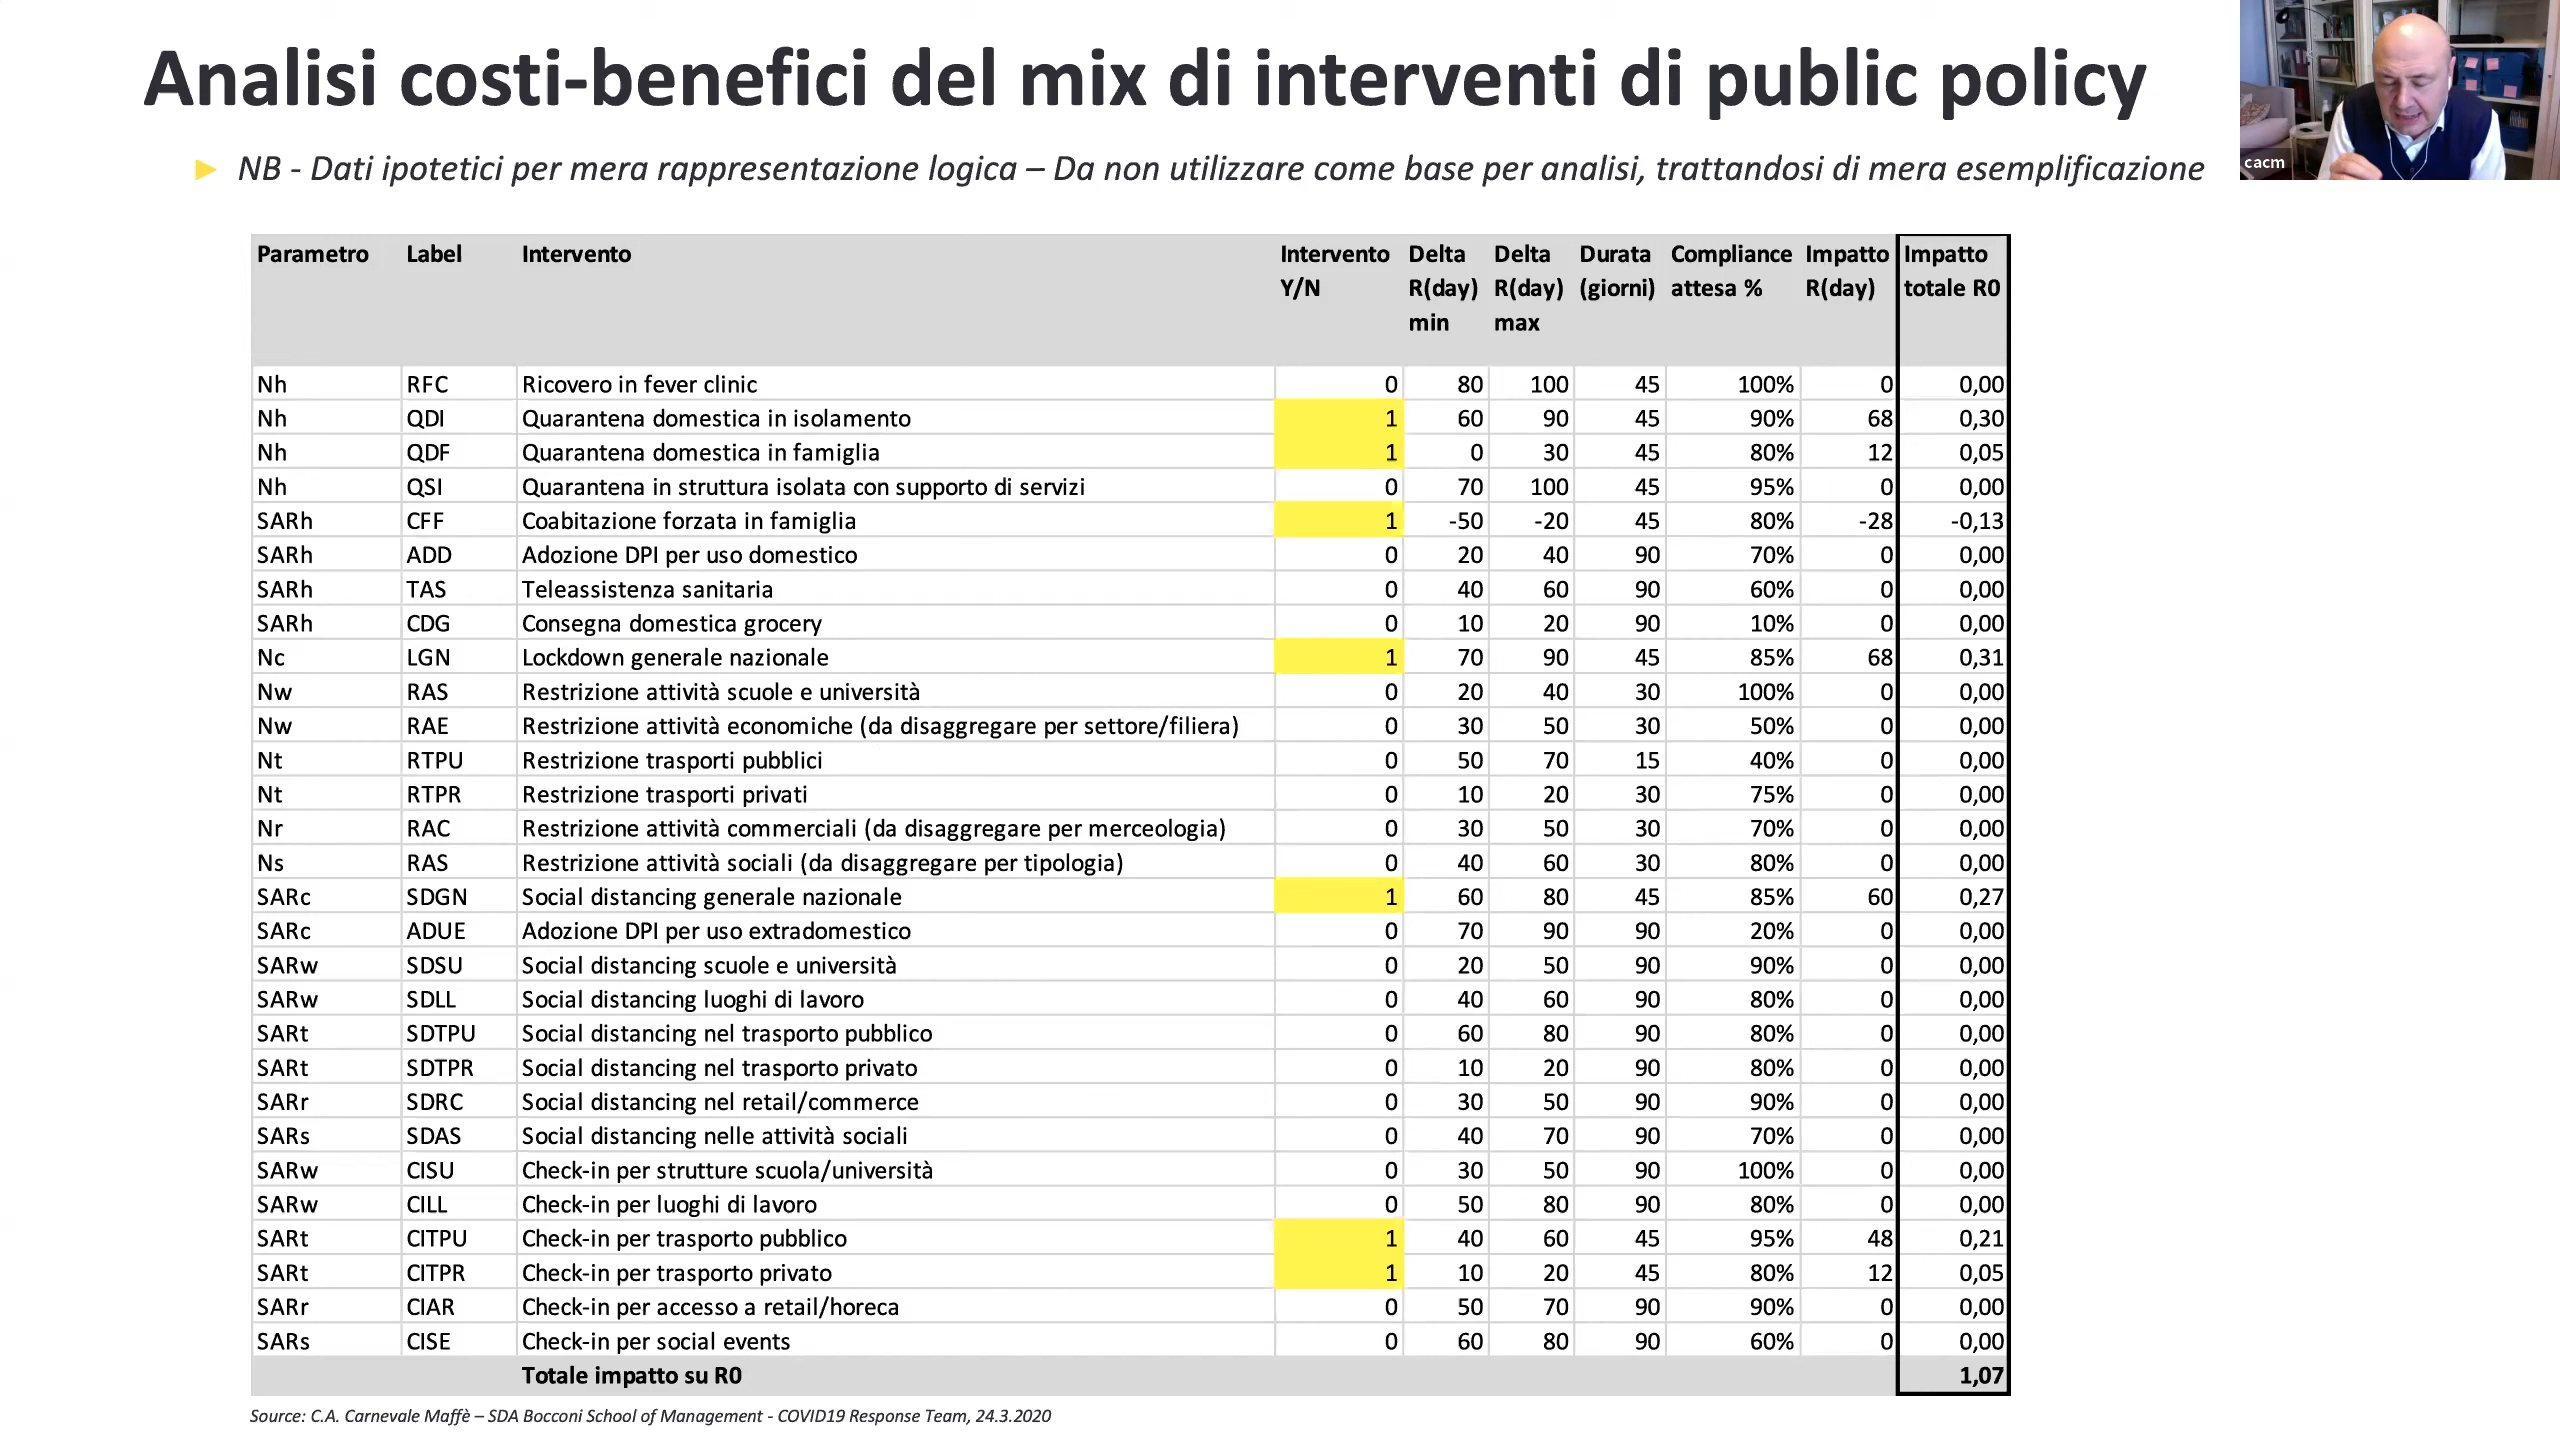 Analisi costi-benefici del mix di interventi di public policy
cacm
► NB - Dati ipotetici per mera rappresentazione logica – Da non utilizzare come base per analisi, trattandosi di mera esemplificazione
Parametro Label Intervento Intervento Y/N Delta R(day) min Delta R(day) max Durata (giorni) Compliance attesa % Impatto R(day) Impatto totale R0
Nh RFC Ricovero in fever clinic 0 80 100 45 100% 0 0,00
Nh QDI Quarantena domestica in isolamento 1 60 90 45 90% 68 0,30
Nh QDF Quarantena domestica in famiglia 1 0 30 45 80% 12 0,05
Nh QSI Quarantena in struttura isolata con supporto di servizi 0 70 100 45 95% 0 0,00
SARh CFF Coabitazione forzata in famiglia 1 -50 -20 45 80% -28 -0,13
SARh ADD Adozione DPI per uso domestico 0 20 40 90 70% 0 0,00
SARh TAS Teleassistenza sanitaria 0 40 60 90 60% 0 0,00
SARh CDG Consegna domestica grocery 0 10 20 90 10% 0 0,00
Nc LGN Lockdown generale nazionale 1 70 90 45 85% 68 0,31
Nw RAS Restrizione attività scuole e università 0 20 40 30 100% 0 0,00
Nw RAE Restrizione attività economiche (da disaggregare per settore/filiera) 0 30 50 30 50% 0 0,00
Nt RTPU Restrizione trasporti pubblici 0 50 70 15 40% 0 0,00
Nt RTPR Restrizione trasporti privati 0 10 20 30 75% 0 0,00
Nr RAC Restrizione attività commerciali (da disaggregare per merceologia) 0 30 50 30 70% 0 0,00
Ns RAS Restrizione attività sociali (da disaggregare per tipologia) 0 40 60 30 80% 0 0,00
SARc SDGN Social distancing generale nazionale 1 60 80 45 85% 60 0,27
SARc ADUE Adozione DPI per uso extradomestico 0 70 90 90 20% 0 0,00
SARw SDSU Social distancing scuole e università 0 20 50 90 90% 0 0,00
SARw SDLL Social distancing luoghi di lavoro 0 40 60 90 80% 0 0,00
SARt SDTPU Social distancing nel trasporto pubblico 0 60 80 90 80% 0 0,00
SARt SDTPR Social distancing nel trasporto privato 0 10 20 90 80% 0 0,00
SARr SDRC Social distancing nel retail/commerce 0 30 50 90 90% 0 0,00
SARs SDAS Social distancing nelle attività sociali 0 40 70 90 70% 0 0,00
SARw CISU Check-in per strutture scuola/università 0 30 50 90 100% 0 0,00
SARw CILL Check-in per luoghi di lavoro 0 50 80 90 80% 0 0,00
SARt CITPU Check-in per trasporto pubblico 1 40 60 45 95% 48 0,21
SARt CITPR Check-in per trasporto privato 1 10 20 45 80% 12 0,05
SARr CIAR Check-in per accesso a retail/horeca 0 50 70 90 90% 0 0,00
SARs CISE Check-in per social events 0 60 80 90 60% 0 0,00
Totale impatto su R0 1,07
Source: C.A. Carnevale Maffè – SDA Bocconi School of Management - COVID19 Response Team, 24.3.2020